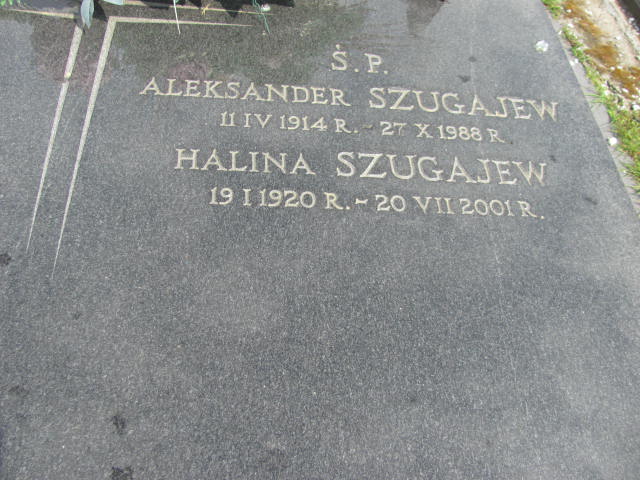 Ś.P.
ALEKSANDER SZUGAJEW
11 IV 1914 R. - 27 X 1988 R
HALINA SZUGAJEW
19 I 1920 R. - 20 VII 2001 R.